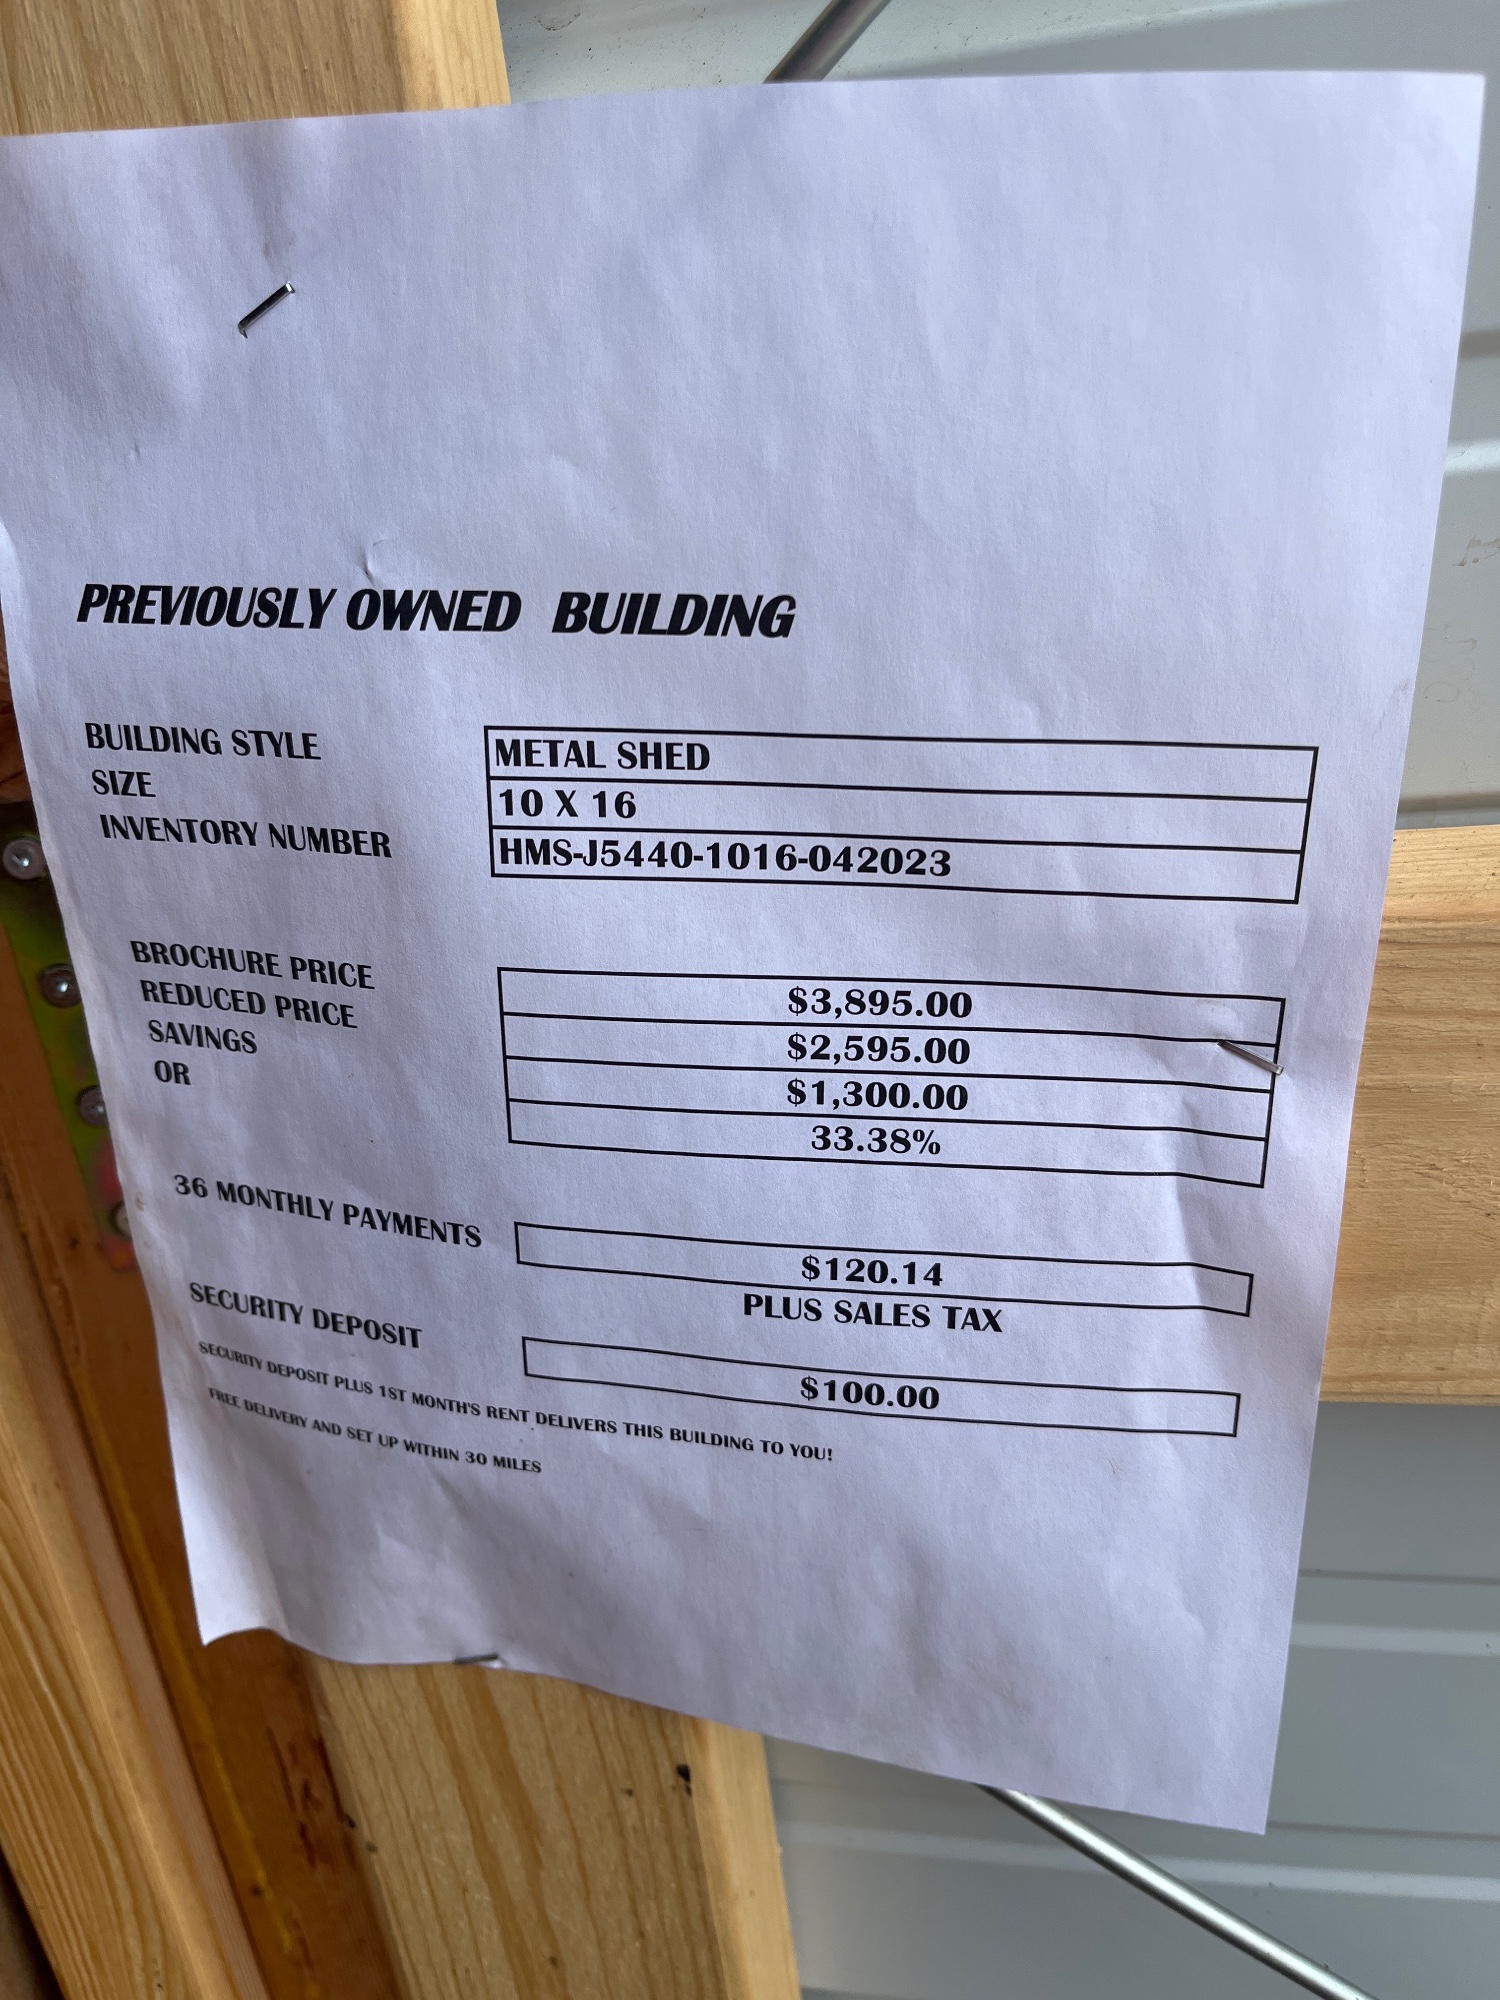 PREVIOUSLY OWNED BUILDING
BUILDING STYLE METAL SHED
SIZE 10 X 16
INVENTORY NUMBER HMS-J5440-1016-042023
BROCHURE PRICE $3,895.00
REDUCED PRICE $2,595.00
SAVINGS $1,300.00
OR 33.38%
36 MONTHLY PAYMENTS $120.14
PLUS SALES TAX
SECURITY DEPOSIT $100.00
SECURITY DEPOSIT PLUS 1ST MONTH'S RENT DELIVERS THIS BUILDING TO YOU!
FREE DELIVERY AND SET UP WITHIN 30 MILES